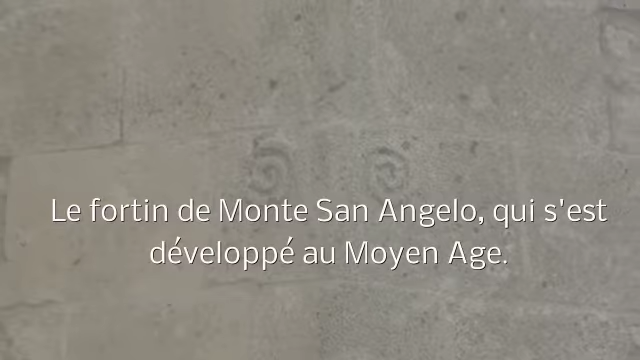 Le fortin de Monte San Angelo, qui s'est
développé au Moyen Age.